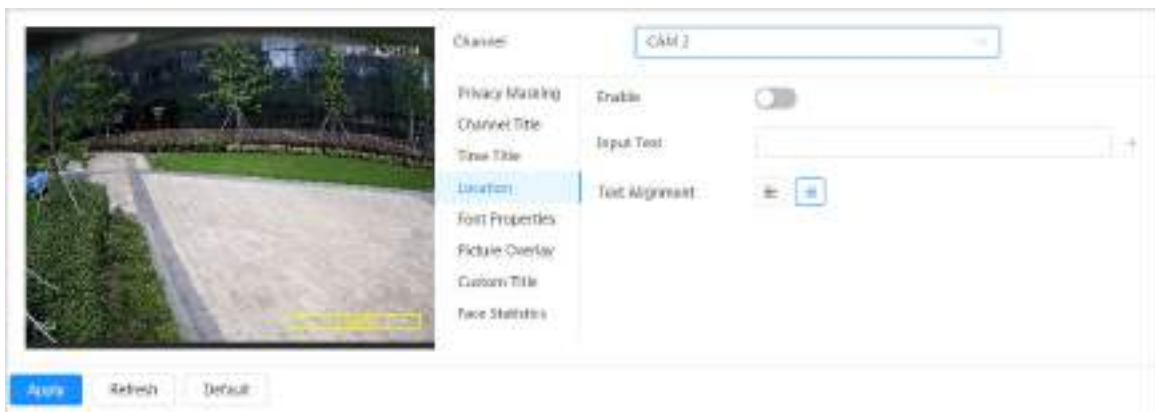 Channel
CAM 2
Privacy Masking
Enable
Channel Title
Input Text
Time Title
Location
Text Alignment
Font Properties
Picture Overlay
Custom Title
Face Statistics
Apply
Refresh
Default